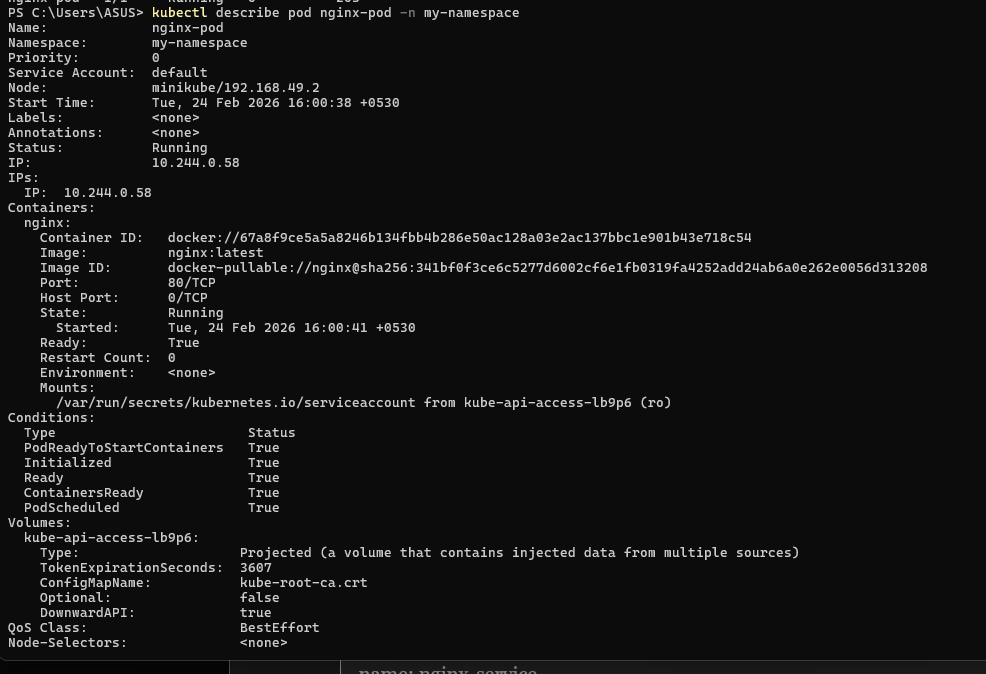 PS C:\Users\ASUS> kubectl describe pod nginx-pod -n my-namespace
Name:             nginx-pod
Namespace:        my-namespace
Priority:         0
Service Account:  default
Node:             minikube/192.168.49.2
Start Time:       Tue, 24 Feb 2026 16:00:38 +0530
Labels:           <none>
Annotations:      <none>
Status:           Running
IP:               10.244.0.58
IPs:
  IP:  10.244.0.58
Containers:
  nginx:
    Container ID:   docker://67a8f9ce5a5a8246b134fbb4b286e50ac128a03e2ac137bbc1e901b43e718c54
    Image:          nginx:latest
    Image ID:       docker-pullable://nginx@sha256:341bf0f3ce6c5277d6002cf6e1fb0319fa4252add24ab6a0e262e0056d313208
    Port:           80/TCP
    Host Port:      0/TCP
    State:          Running
      Started:      Tue, 24 Feb 2026 16:00:41 +0530
    Ready:          True
    Restart Count:  0
    Environment:    <none>
    Mounts:
      /var/run/secrets/kubernetes.io/serviceaccount from kube-api-access-lb9p6 (ro)
Conditions:
  Type                        Status
  PodReadyToStartContainers   True
  Initialized                 True
  Ready                       True
  ContainersReady             True
  PodScheduled                True
Volumes:
  kube-api-access-lb9p6:
    Type:                    Projected (a volume that contains injected data from multiple sources)
    TokenExpirationSeconds:  3607
    ConfigMapName:           kube-root-ca.crt
    Optional:                false
    DownwardAPI:             true
QoS Class:                   BestEffort
Node-Selectors:              <none>
name: nginx-service